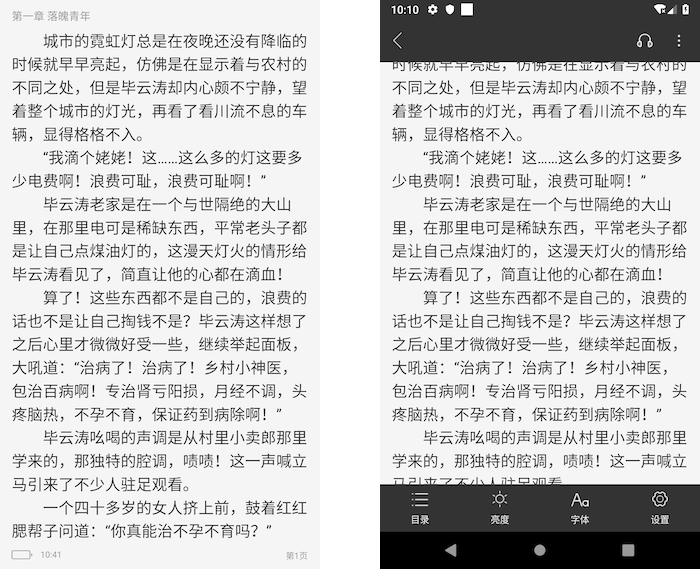 第一章 落魄青年
城市的霓虹灯总是在夜晚还没有降临的
时候就早早亮起，仿佛是在显示着与农村的
不同之处，但是毕云涛却内心颇不宁静，望
着整个城市的灯光，再看了看川流不息的车
辆，显得格格不入。
“我滴个姥姥！这……这么多的灯这要多
少电费啊！浪费可耻，浪费可耻啊！”
毕云涛老家是在一个与世隔绝的大山
里，在那里电可是稀缺东西，平常老头子都
是让自己点煤油灯的，这漫天灯火的情形给
毕云涛看见了，简直让他的心都在滴血！
算了！这些东西都不是自己的，浪费的
话也不是让自己掏钱不是？毕云涛这样想了
之后心里才微微好受一些，继续举起面板，
大吼道：“治病了！治病了！乡村小神医，
包治百病啊！专治肾亏阳损，月经不调，头
疼脑热，不孕不育，保证药到病除啊！”
毕云涛吆喝的声调是从村里小卖郎那里
学来的，那独特的腔调，啧啧！这一声喊立
马引来了不少人驻足观看。
一个四十多岁的女人挤上前，鼓着红红
腮帮子问道：“你真能治不孕不育吗？”
10:41
第1页
10:10
时候就早早亮起，仿佛是在显示着与农村的
不同之处，但是毕云涛却内心颇不宁静，望
着整个城市的灯光，再看了看川流不息的车
辆，显得格格不入。
“我滴个姥姥！这……这么多的灯这要多
少电费啊！浪费可耻，浪费可耻啊！”
毕云涛老家是在一个与世隔绝的大山
里，在那里电可是稀缺东西，平常老头子都
是让自己点煤油灯的，这漫天灯火的情形给
毕云涛看见了，简直让他的心都在滴血！
算了！这些东西都不是自己的，浪费的
话也不是让自己掏钱不是？毕云涛这样想了
之后心里才微微好受一些，继续举起面板，
大吼道：“治病了！治病了！乡村小神医，
包治百病啊！专治肾亏阳损，月经不调，头
疼脑热，不孕不育，保证药到病除啊！”
毕云涛吆喝的声调是从村里小卖郎那里
学来的，那独特的腔调，啧啧！这一声喊立
马引来了不少人驻足观看。
目录
亮度
Aa
字体
设置